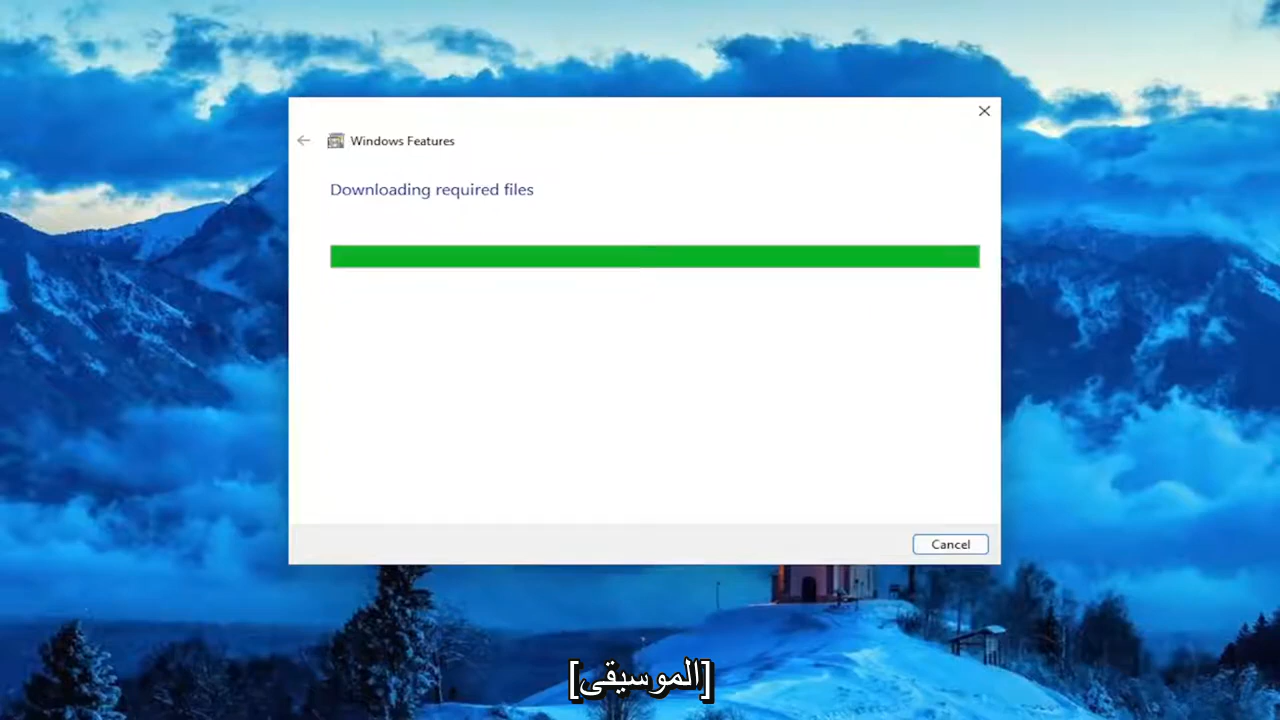 Windows Features
Downloading required files
Cancel
[الموسيقى]